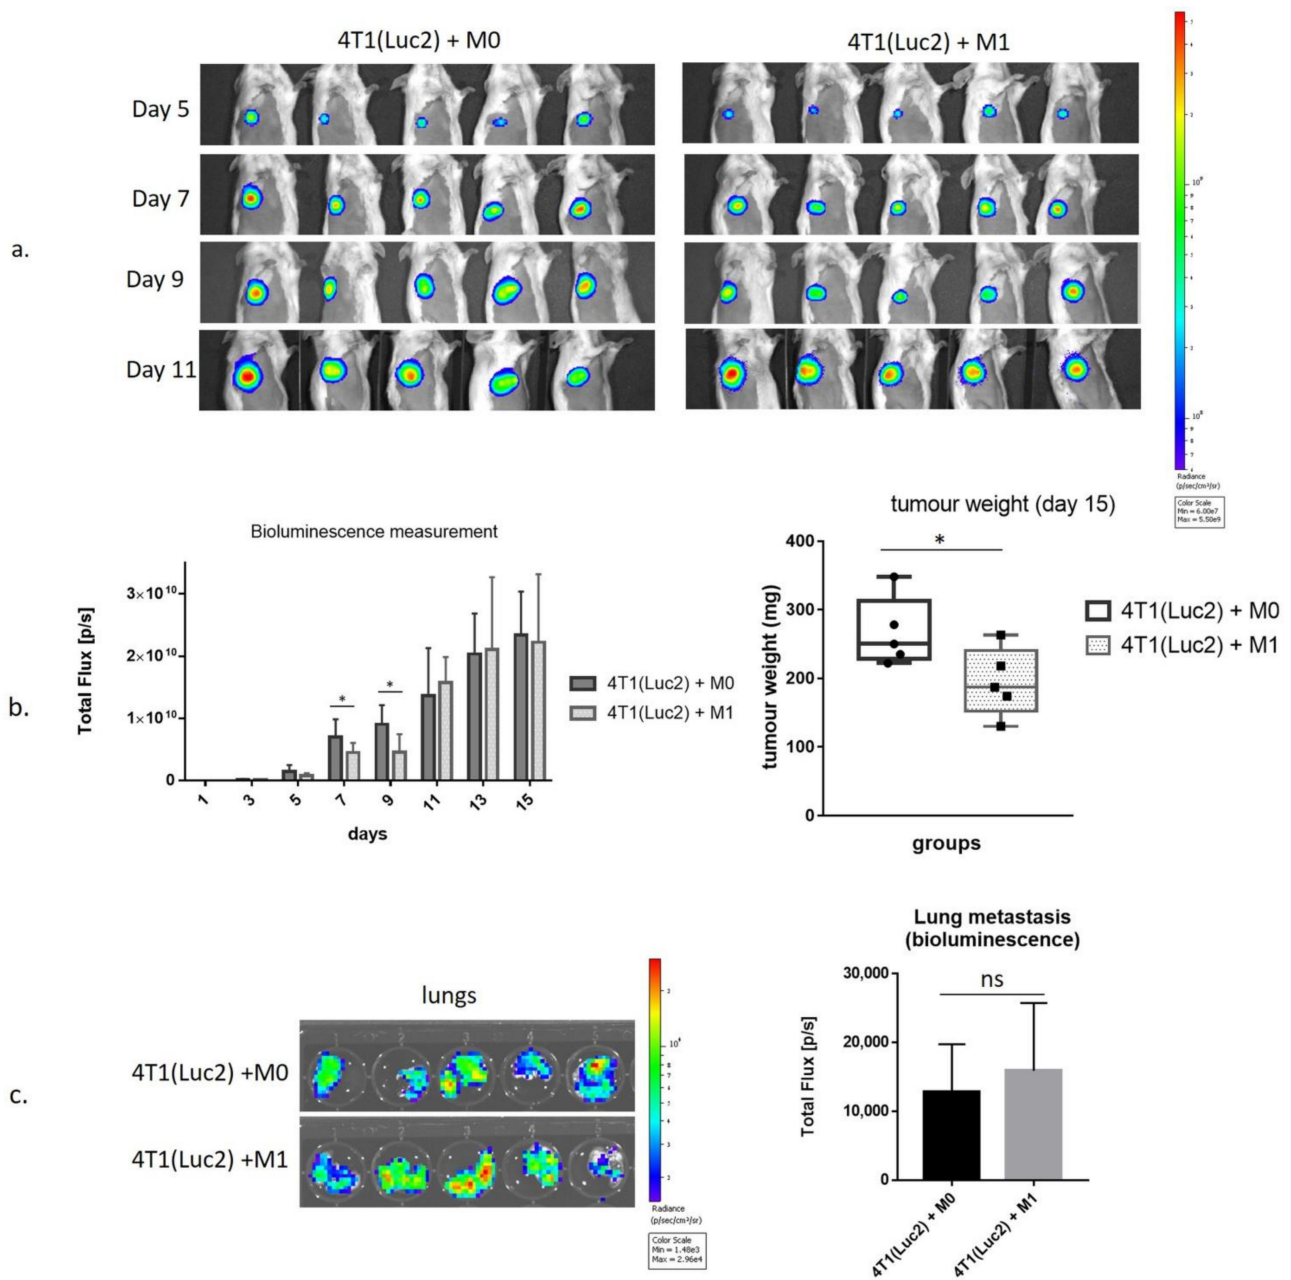 4T1(Luc2) + M0
4T1(Luc2) + M1
Day 5
Day 7
a.
Day 9
Day 11
Radiance
(p/sec/cm²/sr)
Color Scale
Min = 6.00e7
Max = 5.50e9
Bioluminescence measurement
Total Flux [p/s]
3×10¹⁰
2×10¹⁰
1×10¹⁰
0
* *
1 3 5 7 9 11 13 15
days
4T1(Luc2) + M0
4T1(Luc2) + M1
b.
tumour weight (day 15)
tumour weight (mg)
400
300
200
100
0
*
groups
4T1(Luc2) + M0
4T1(Luc2) + M1
c.
lungs
4T1(Luc2) +M0
4T1(Luc2) +M1
1 2 3 4 5
Radiance
(p/sec/cm²/sr)
Color Scale
Min = 1.48e3
Max = 2.96e4
Lung metastasis
(bioluminescence)
Total Flux [p/s]
30,000
20,000
10,000
0
ns
4T1(Luc2) + M0
4T1(Luc2) + M1